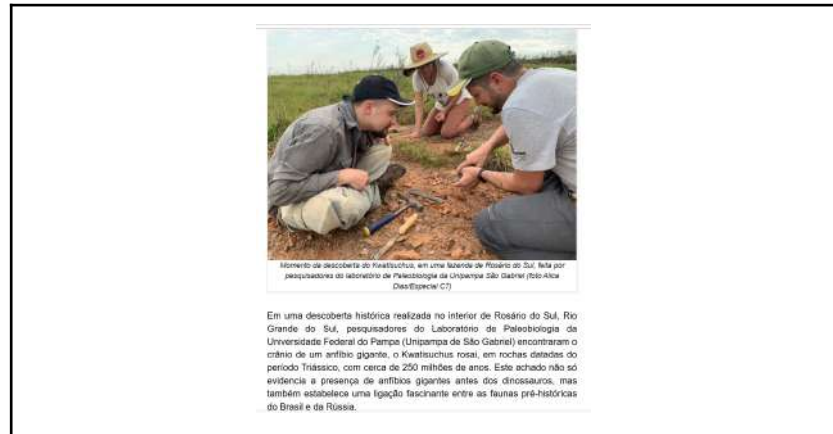 Momento da descoberta do Kwatisuchus, em uma fazende de Rosário do Sul, feita por
pesquisadores do laboratório de Paleobiologia da Unipampa São Gabriel (foto Alice
Dias/Especial C7)
Em uma descoberta histórica realizada no interior de Rosário do Sul, Rio
Grande do Sul, pesquisadores do Laboratório de Paleobiologia da
Universidade Federal do Pampa (Unipampa de São Gabriel) encontraram o
crânio de um anfíbio gigante, o Kwatisuchus rosai, em rochas datadas do
período Triássico, com cerca de 250 milhões de anos. Este achado não só
evidencia a presença de anfíbios gigantes antes dos dinossauros, mas
também estabelece uma ligação fascinante entre as faunas pré-históricas
do Brasil e da Rússia.